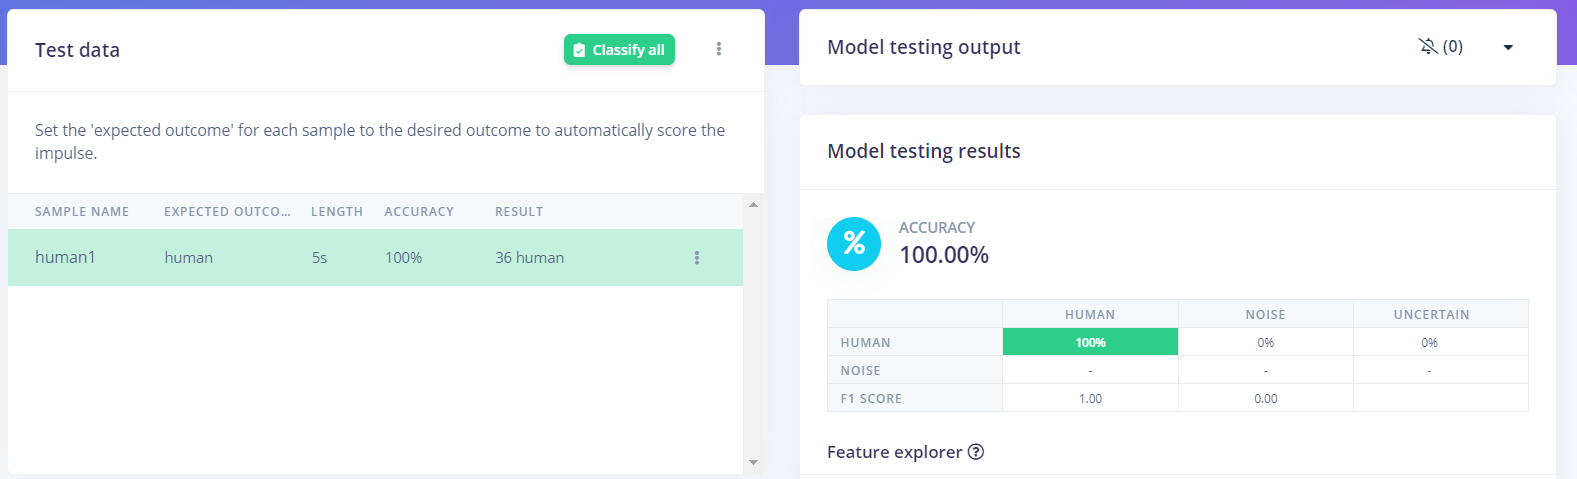 Test data
Classify all
Set the 'expected outcome' for each sample to the desired outcome to automatically score the
impulse.
SAMPLE NAME EXPECTED OUTCO... LENGTH ACCURACY RESULT
human1 human 5s 100% 36 human
Model testing output
(0)
Model testing results
%
ACCURACY
100.00%
HUMAN NOISE UNCERTAIN
HUMAN 100% 0% 0%
NOISE - - -
F1 SCORE 1.00 0.00
Feature explorer ?